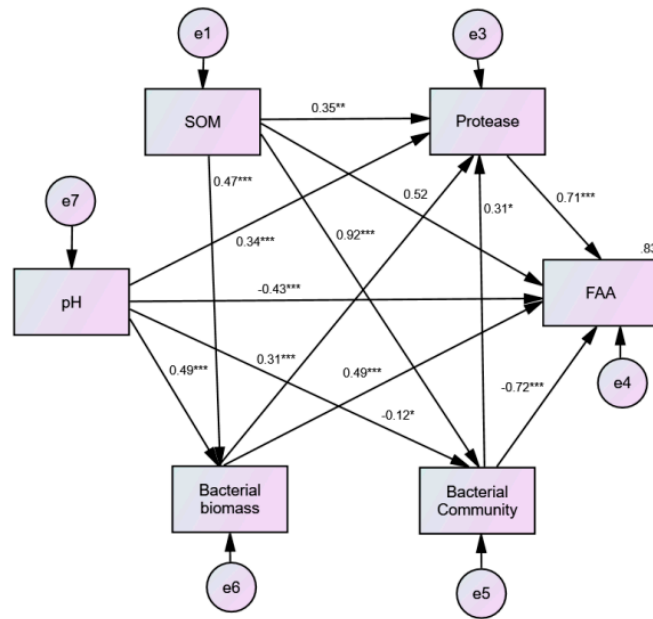 e1
e3
SOM
Protease
0.35**
e7
0.47***
0.52
0.31*
0.71***
0.34***
0.92***
.83
pH
-0.43***
FAA
0.49***
0.31***
0.49***
-0.12*
-0.72***
e4
Bacterial
biomass
Bacterial
Community
e6
e5